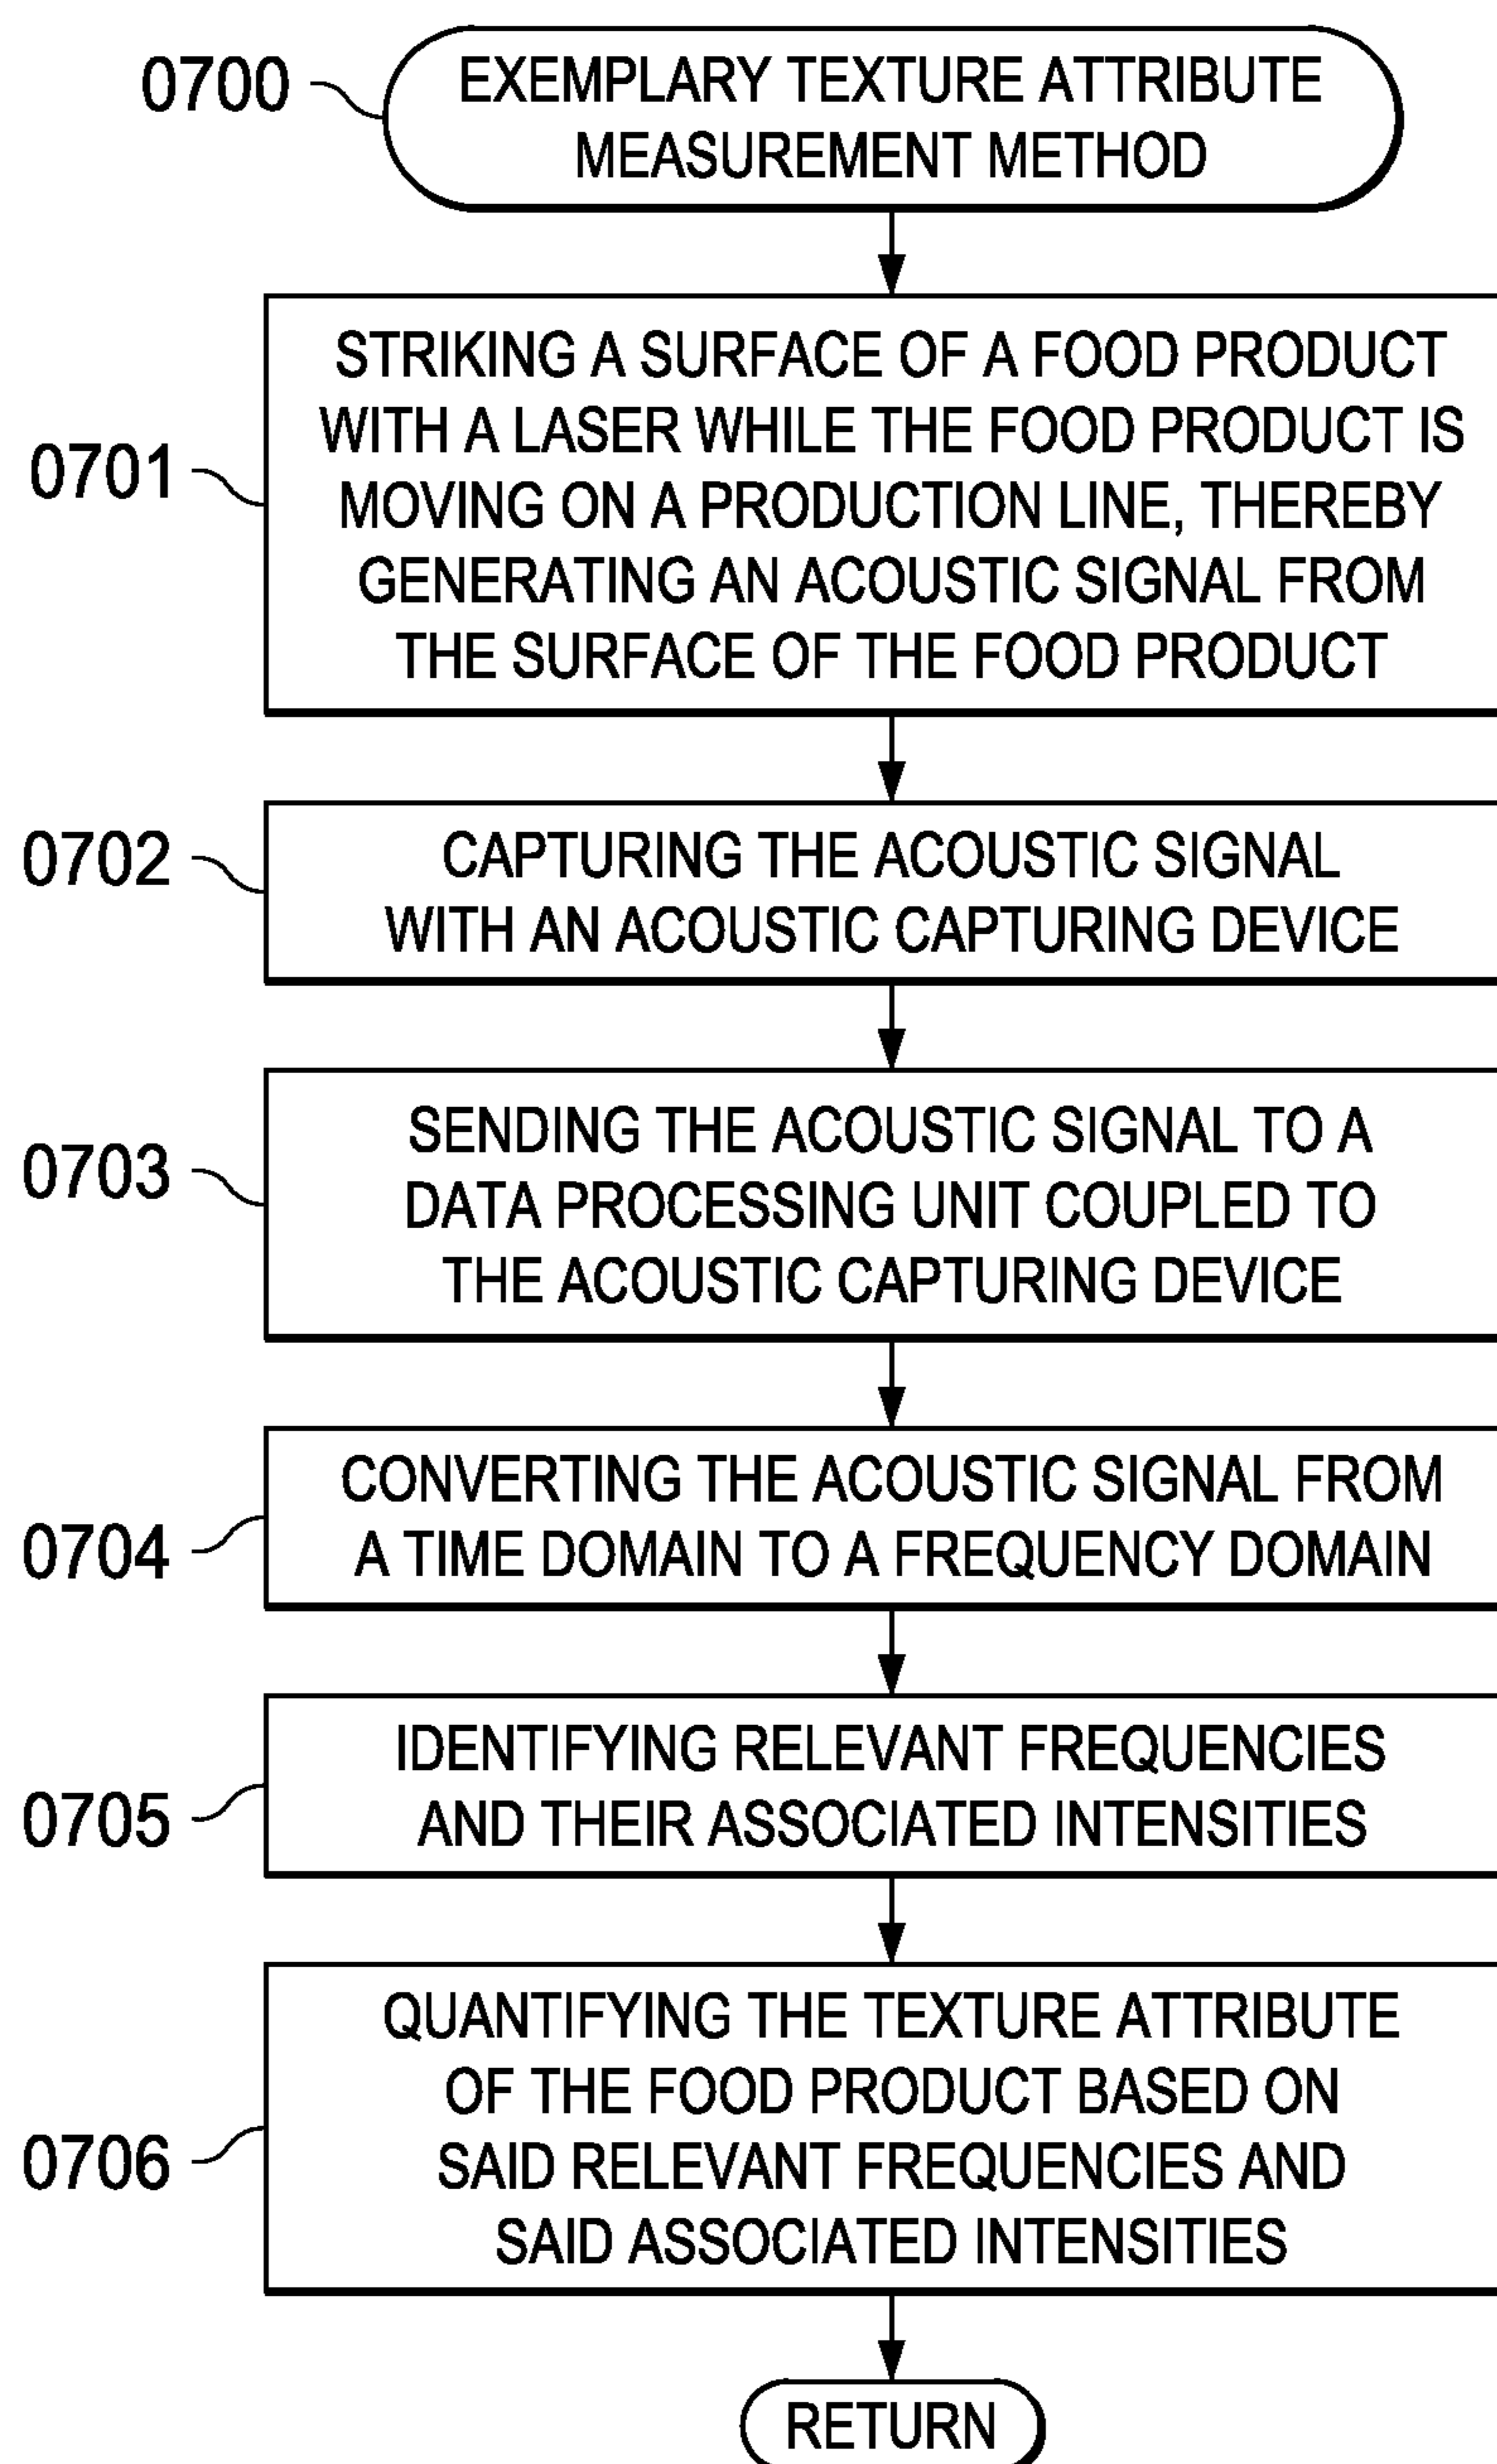 0700
EXEMPLARY TEXTURE ATTRIBUTE
MEASUREMENT METHOD
0701
STRIKING A SURFACE OF A FOOD PRODUCT
WITH A LASER WHILE THE FOOD PRODUCT IS
MOVING ON A PRODUCTION LINE, THEREBY
GENERATING AN ACOUSTIC SIGNAL FROM
THE SURFACE OF THE FOOD PRODUCT
0702
CAPTURING THE ACOUSTIC SIGNAL
WITH AN ACOUSTIC CAPTURING DEVICE
0703
SENDING THE ACOUSTIC SIGNAL TO A
DATA PROCESSING UNIT COUPLED TO
THE ACOUSTIC CAPTURING DEVICE
0704
CONVERTING THE ACOUSTIC SIGNAL FROM
A TIME DOMAIN TO A FREQUENCY DOMAIN
0705
IDENTIFYING RELEVANT FREQUENCIES
AND THEIR ASSOCIATED INTENSITIES
0706
QUANTIFYING THE TEXTURE ATTRIBUTE
OF THE FOOD PRODUCT BASED ON
SAID RELEVANT FREQUENCIES AND
SAID ASSOCIATED INTENSITIES
RETURN